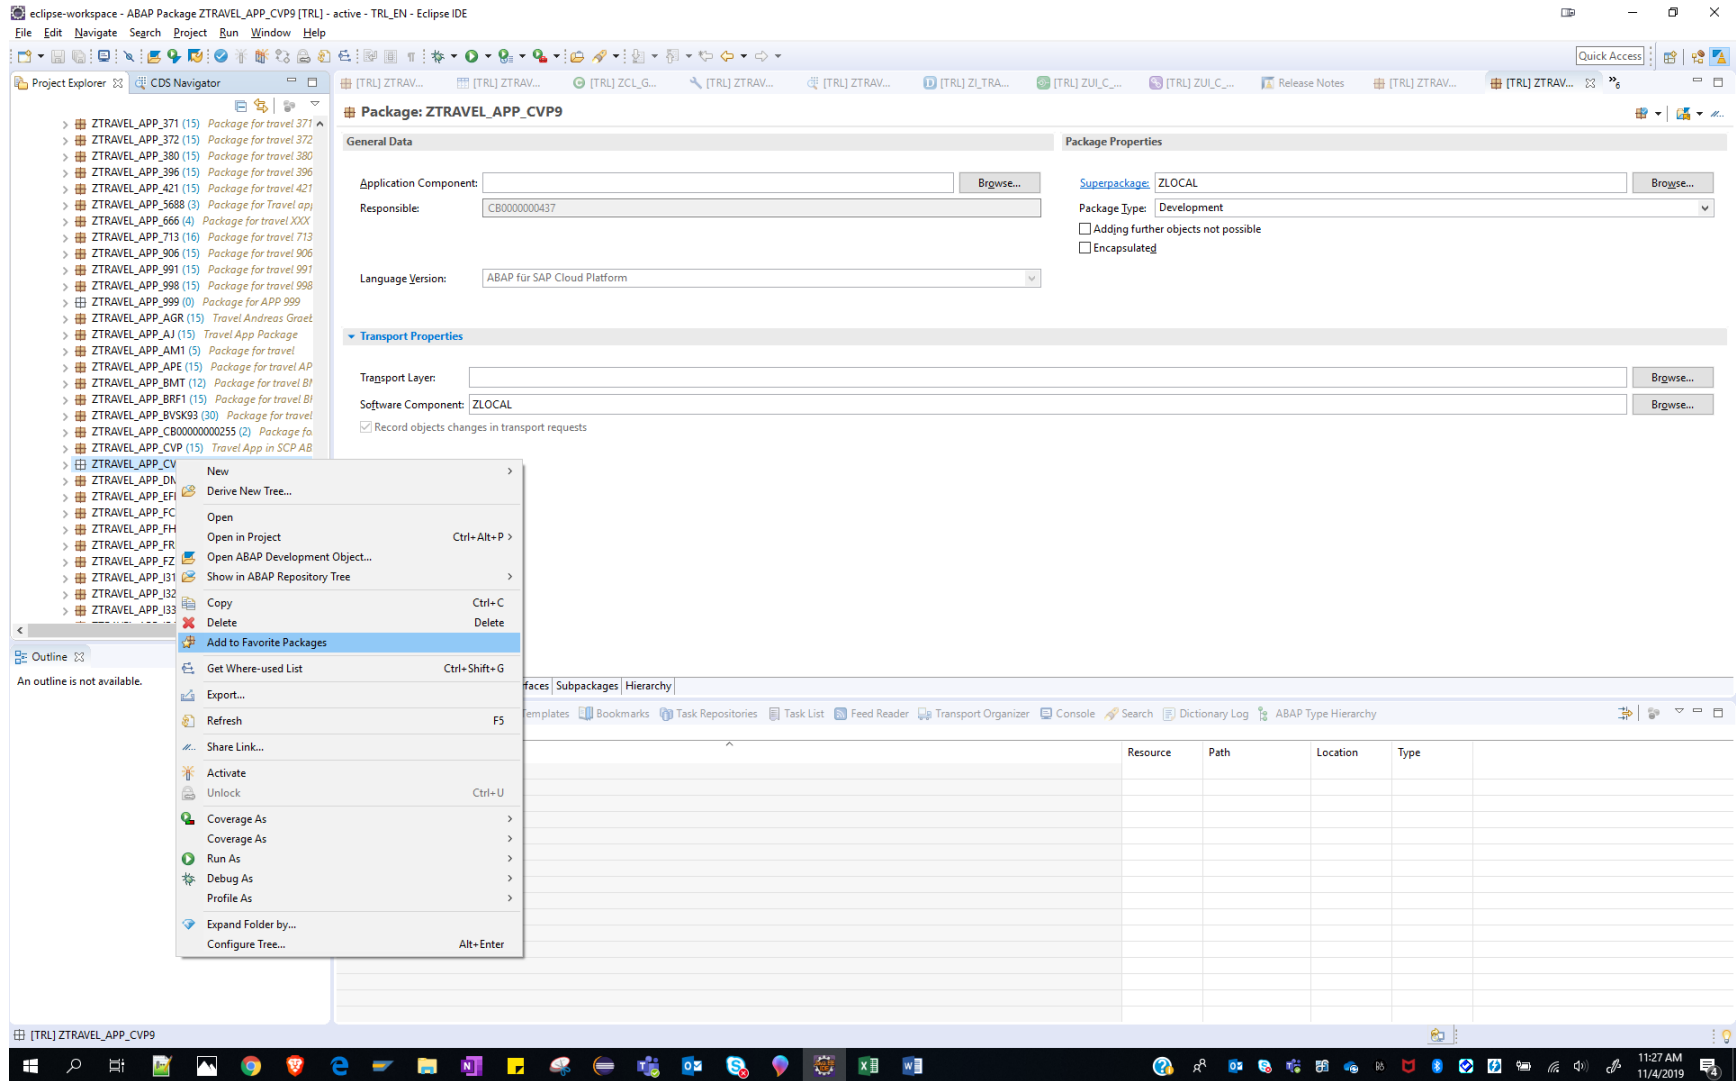 eclipse-workspace - ABAP Package ZTRAVEL_APP_CVP9 [TRL] - active - TRL_EN - Eclipse IDE
File Edit Navigate Search Project Run Window Help
Quick Access
Project Explorer CDS Navigator
[TRL] ZTRAV... [TRL] ZTRAV... [TRL] ZCL_G... [TRL] ZTRAV... [TRL] ZTRAV... [TRL] ZI_TRA... [TRL] ZUI_C_... [TRL] ZUI_C_... Release Notes [TRL] ZTRAV... [TRL] ZTRAV... 6
Package: ZTRAVEL_APP_CVP9
ZTRAVEL_APP_371 (15) Package for travel 371
ZTRAVEL_APP_372 (15) Package for travel 372
ZTRAVEL_APP_380 (15) Package for travel 380
ZTRAVEL_APP_396 (15) Package for travel 396
ZTRAVEL_APP_421 (15) Package for travel 421
ZTRAVEL_APP_5688 (3) Package for Travel app
ZTRAVEL_APP_666 (4) Package for travel XXX
ZTRAVEL_APP_713 (16) Package for travel 713
ZTRAVEL_APP_906 (15) Package for travel 906
ZTRAVEL_APP_991 (15) Package for travel 991
ZTRAVEL_APP_998 (15) Package for travel 998
ZTRAVEL_APP_999 (0) Package for APP 999
ZTRAVEL_APP_AGR (15) Travel Andreas Graet
ZTRAVEL_APP_AJ (15) Travel App Package
ZTRAVEL_APP_AM1 (5) Package for travel
ZTRAVEL_APP_APE (15) Package for travel AP
ZTRAVEL_APP_BMT (12) Package for travel
ZTRAVEL_APP_BRF1 (15) Package for travel
ZTRAVEL_APP_BVSK93 (30) Package for travel
ZTRAVEL_APP_CB00000000255 (2) Package fo
ZTRAVEL_APP_CVP (15) Travel App in SCP AB
ZTRAVEL_APP_CV
ZTRAVEL_APP_DN
ZTRAVEL_APP_EF
ZTRAVEL_APP_FC
ZTRAVEL_APP_FH
ZTRAVEL_APP_FR
ZTRAVEL_APP_FZ
ZTRAVEL_APP_I31
ZTRAVEL_APP_I32
ZTRAVEL_APP_I33
General Data
Application Component: Browse...
Responsible: CB0000000437
Language Version: ABAP für SAP Cloud Platform
Package Properties
Superpackage: ZLOCAL Browse...
Package Type: Development
Adding further objects not possible
Encapsulated
Transport Properties
Transport Layer: Browse...
Software Component: ZLOCAL Browse...
Record objects changes in transport requests
New
Derive New Tree...
Open
Open in Project Ctrl+Alt+P
Open ABAP Development Object...
Show in ABAP Repository Tree
Copy Ctrl+C
Delete Delete
Add to Favorite Packages
Get Where-used List Ctrl+Shift+G
Export...
Refresh F5
Share Link...
Activate
Unlock Ctrl+U
Coverage As
Coverage As
Run As
Debug As
Profile As
Expand Folder by...
Configure Tree... Alt+Enter
Outline
An outline is not available.
rfaces Subpackages Hierarchy
Templates Bookmarks Task Repositories Task List Feed Reader Transport Organizer Console Search Dictionary Log ABAP Type Hierarchy
Resource Path Location Type
[TRL] ZTRAVEL_APP_CVP9
11:27 AM
11/4/2019
4